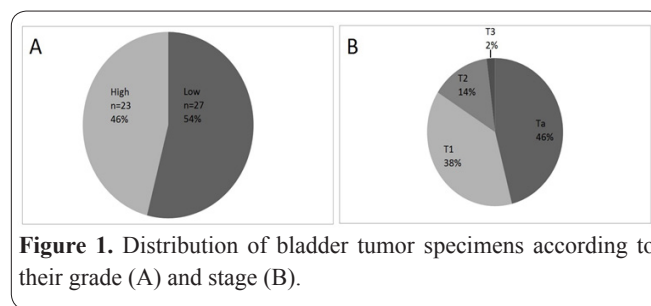 A
High
n=23
46%
Low
n=27
54%
B
T3
2%
T2
14%
Ta
46%
T1
38%
Figure 1. Distribution of bladder tumor specimens according to
their grade (A) and stage (B).